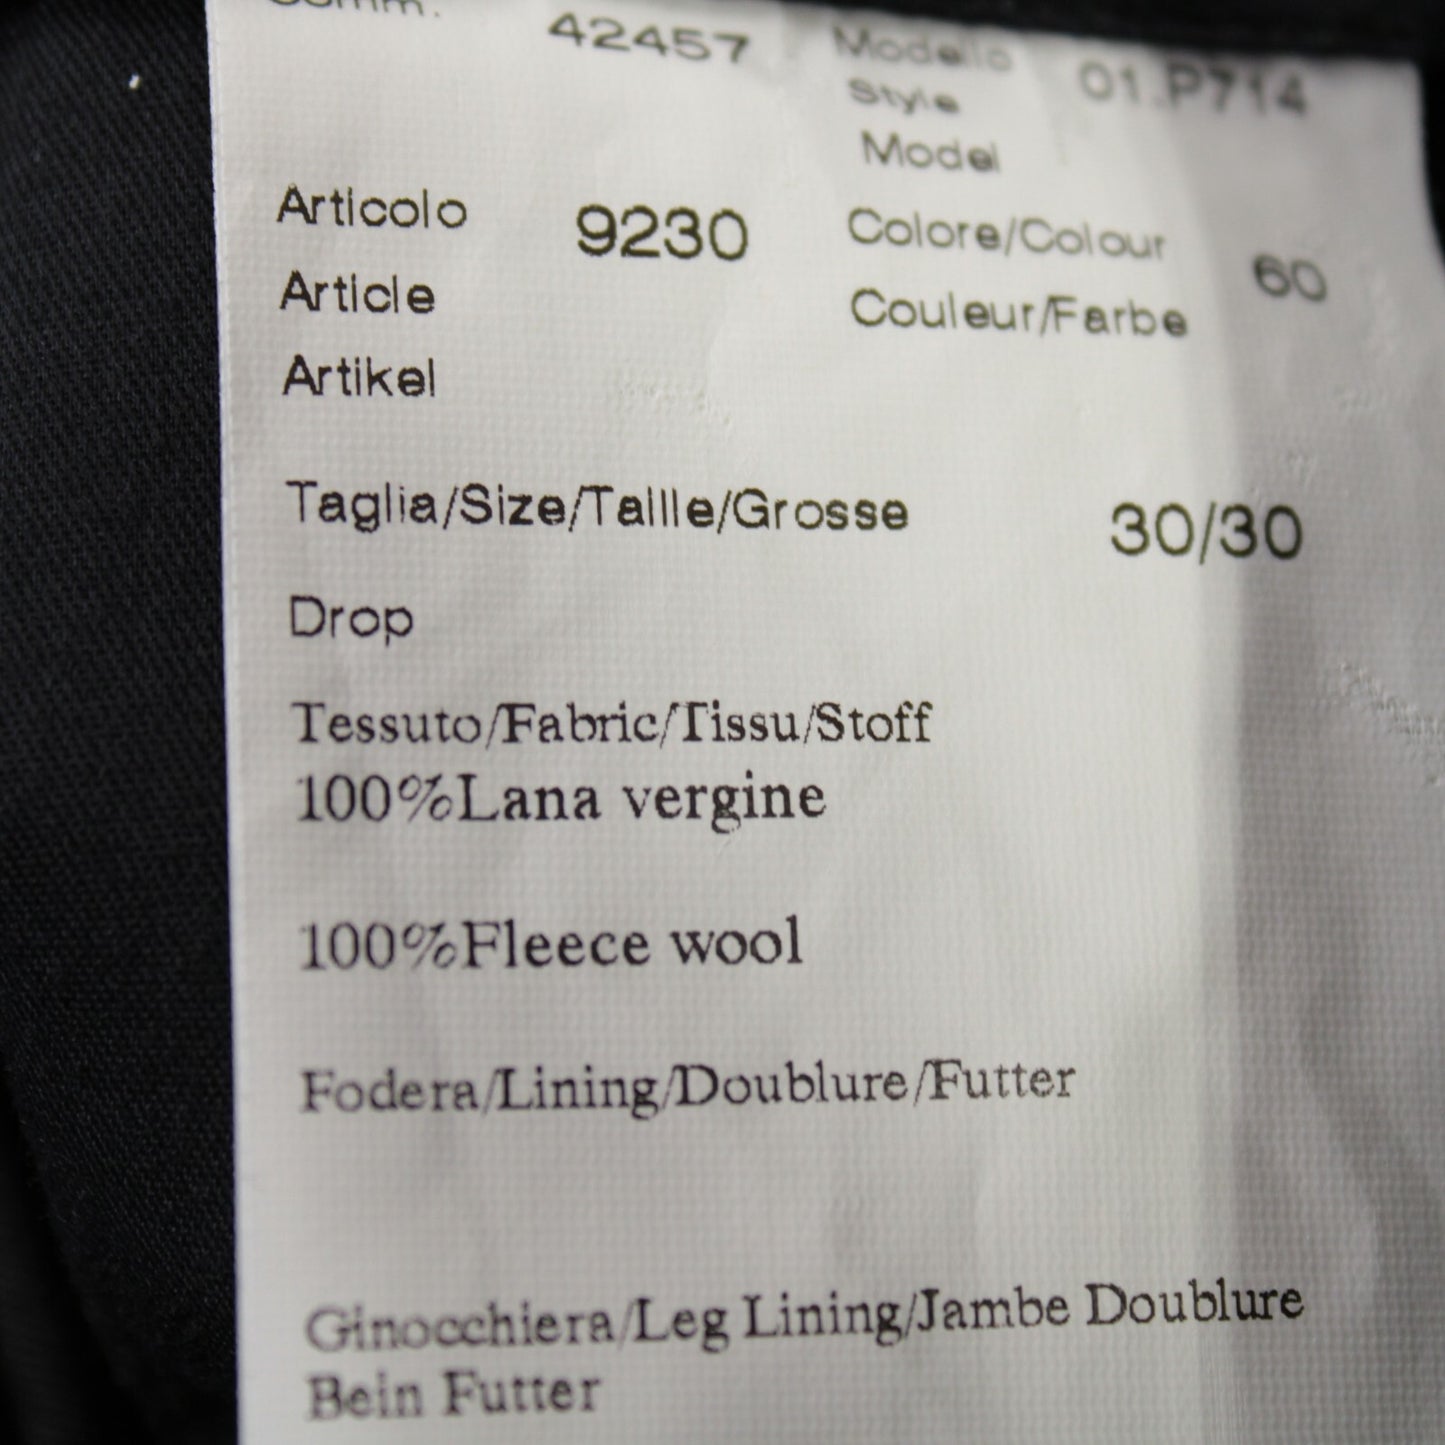 Comm. 42457 Modello 01.P714
Style
Model
Articolo 9230 Colore/Colour 60
Article Couleur/Farbe
Artikel
Taglia/Size/Taille/Grosse 30/30
Drop
Tessuto/Fabric/Tissu/Stoff
100%Lana vergine
100%Fleece wool
Fodera/Lining/Doublure/Futter
Ginocchiera/Leg Lining/Jambe Doublure
Bein Futter